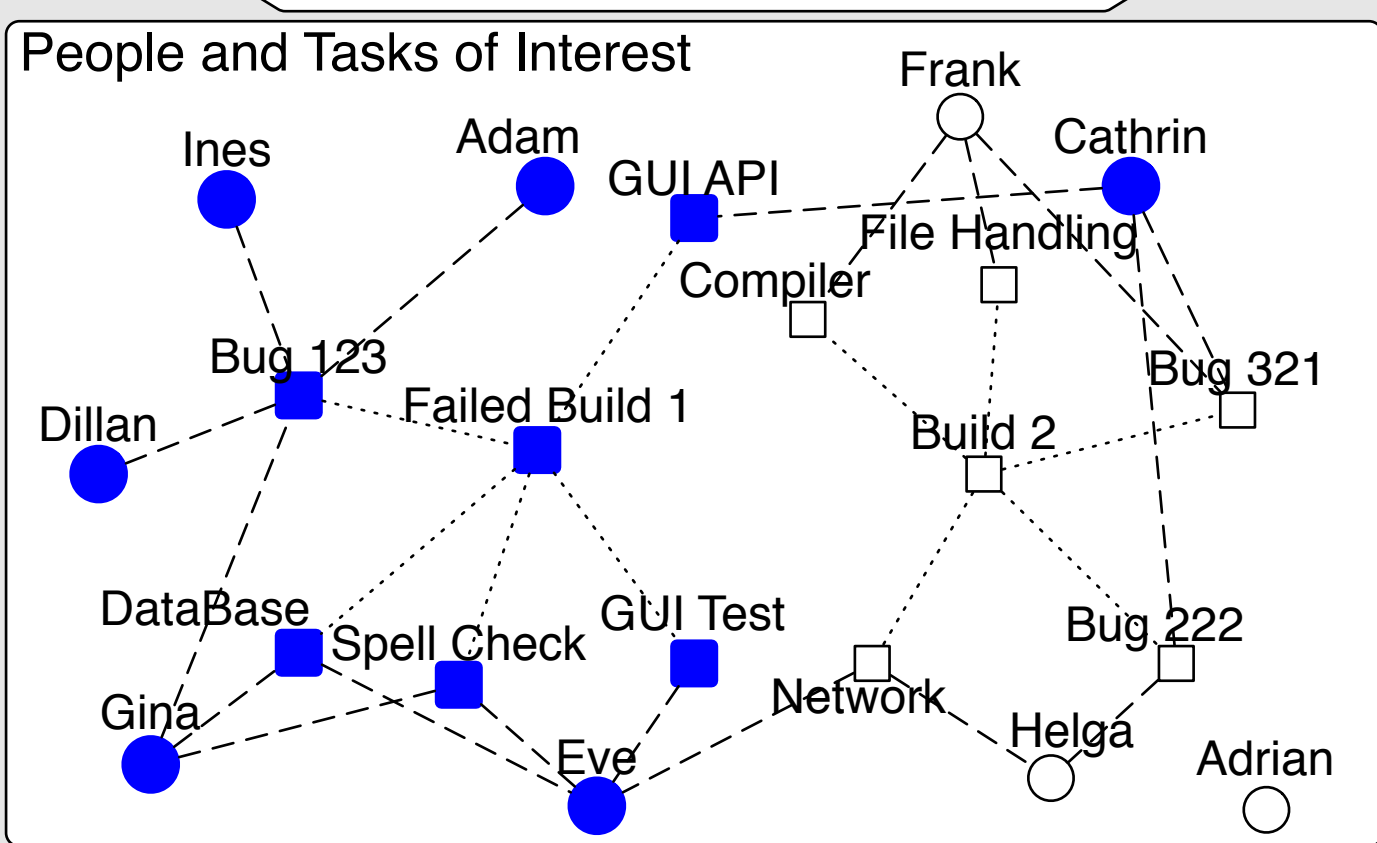 People and Tasks of Interest
Frank
Ines
Adam
Cathrin
GUI API
File Handling
Compiler
Bug 123
Bug 321
Failed Build 1
Dillan
Build 2
DataBase
GUI Test
Bug 222
Spell Check
Network
Gina
Helga
Eve
Adrian